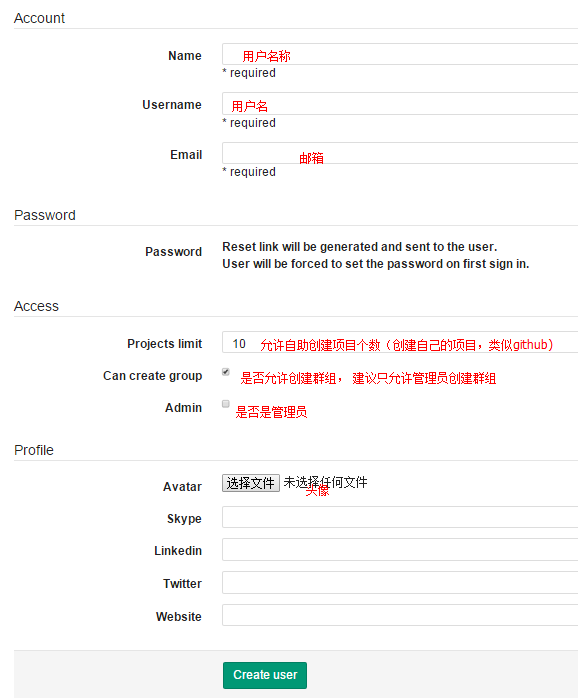 Account
Name 用户名称
* required
Username 用户名
* required
Email 邮箱
* required
Password
Password Reset link will be generated and sent to the user.
User will be forced to set the password on first sign in.
Access
Projects limit 10 允许自助创建项目个数（创建自己的项目，类似github）
Can create group 是否允许创建群组， 建议只允许管理员创建群组
Admin 是否是管理员
Profile
Avatar 选择文件 未选择任何文件
头像
Skype
Linkedin
Twitter
Website
Create user